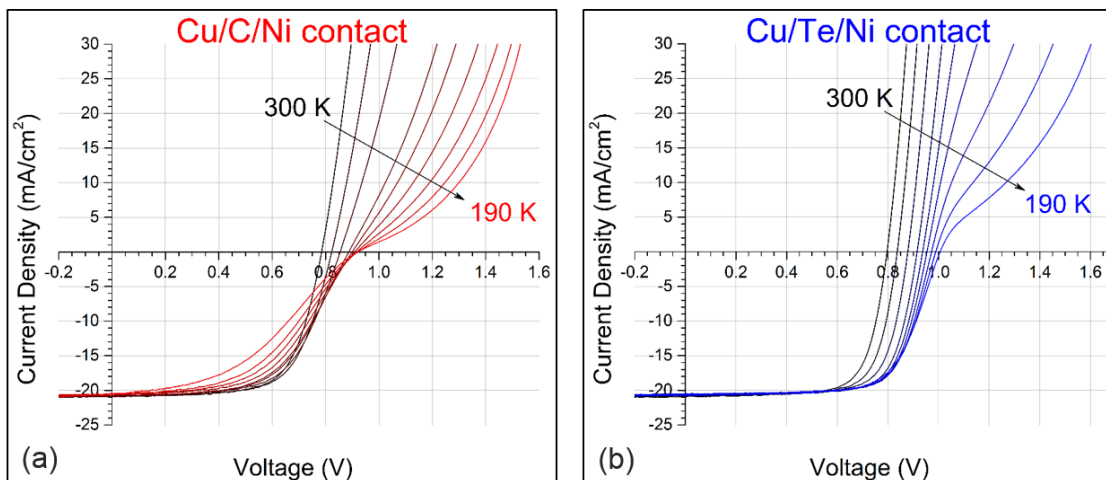 Cu/C/Ni contact
30
25
20
15
10
5
-5
-10
-15
-20
-25
-0.2 0.2 0.4 0.6 0.8 1.0 1.2 1.4 1.6
300 K
190 K
Current Density (mA/cm²)
Voltage (V)
(a)
Cu/Te/Ni contact
30
25
20
15
10
5
-5
-10
-15
-20
-25
-0.2 0.2 0.4 0.6 0.8 1.0 1.2 1.4 1.6
300 K
190 K
Current Density (mA/cm²)
Voltage (V)
(b)